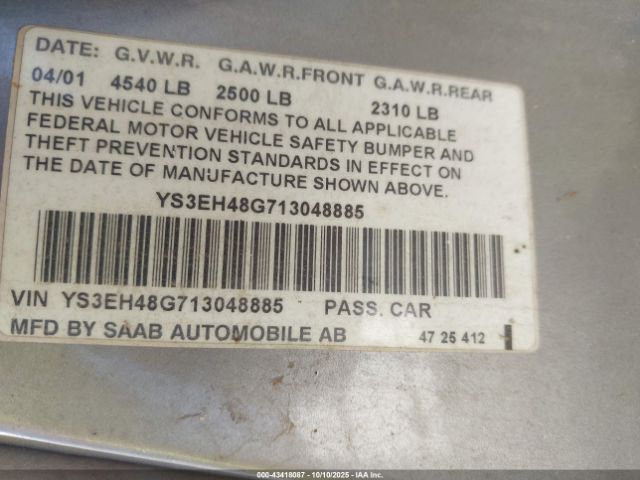 DATE: G.V.W.R. G.A.W.R.FRONT G.A.W.R.REAR
04/01 4540 LB 2500 LB 2310 LB
THIS VEHICLE CONFORMS TO ALL APPLICABLE
FEDERAL MOTOR VEHICLE SAFETY BUMPER AND
THEFT PREVENTION STANDARDS IN EFFECT ON
THE DATE OF MANUFACTURE SHOWN ABOVE.
YS3EH48G713048885
VIN YS3EH48G713048885 PASS. CAR
MFD BY SAAB AUTOMOBILE AB 47 25 412
000-43418087 - 10/10/2025 - IAAI Inc.